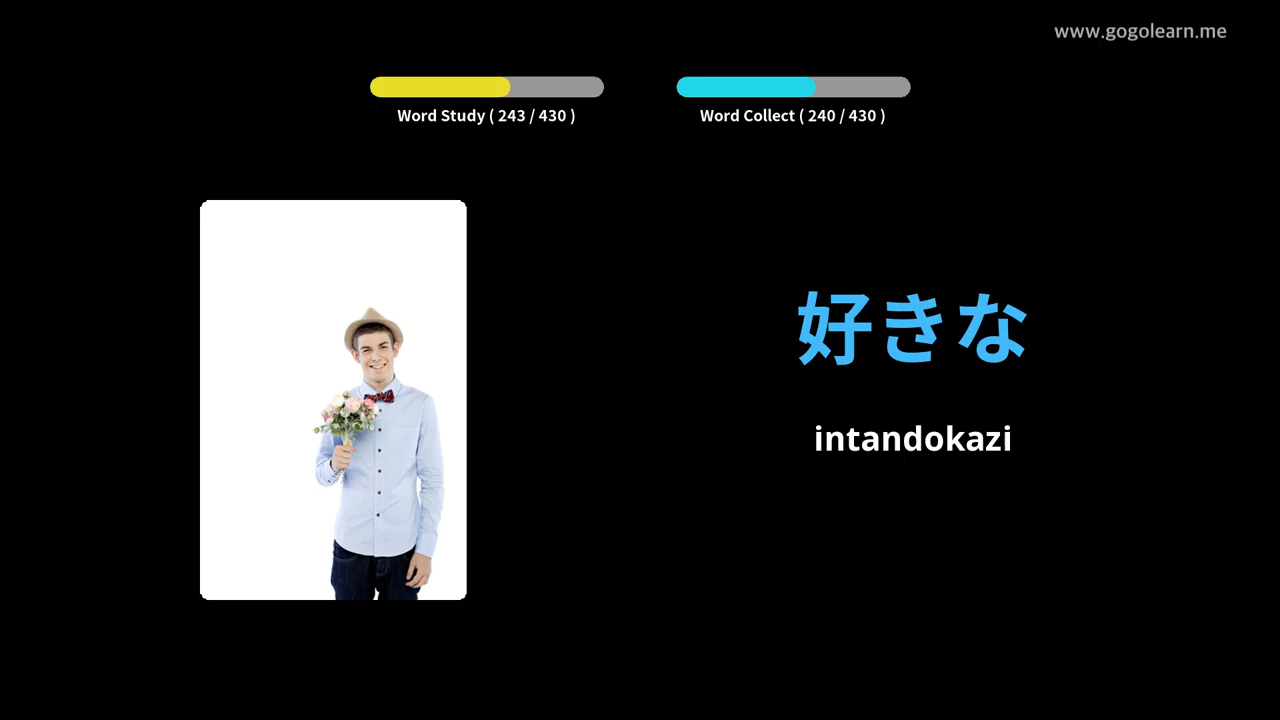 www.gogolearn.me
Word Study ( 243 / 430 )
Word Collect ( 240 / 430 )
好きな
intandokazi